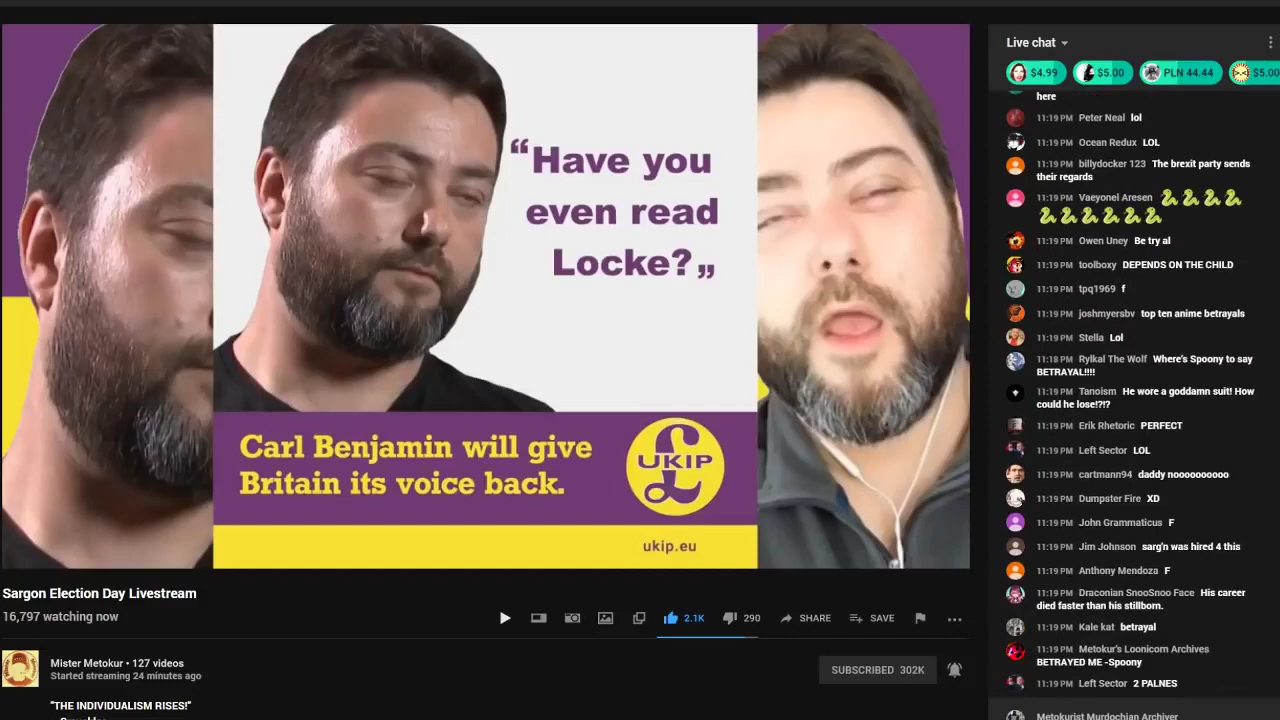 “Have you
even read
Locke?„
Carl Benjamin will give
Britain its voice back.
UKIP
ukip.eu
Sargon Election Day Livestream
16,797 watching now
2.1K
290
SHARE
SAVE
Mister Metokur • 127 videos
Started streaming 24 minutes ago
SUBSCRIBED 302K
"THE INDIVIDUALISM RISES!"
Live chat
$4.99
$5.00
PLN 44.44
$5.00
here
11:19 PM Peter Neal lol
11:19 PM Ocean Redux LOL
11:19 PM billydocker 123 The brexit party sends
their regards
11:19 PM Vaeyonel Aresen 🐍🐍🐍🐍
🐍🐍🐍🐍🐍🐍🐍
11:19 PM Owen Uney Be try al
11:19 PM toolboxy DEPENDS ON THE CHILD
11:19 PM tpq1969 f
11:19 PM joshmyersbv top ten anime betrayals
11:19 PM Stella Lol
11:18 PM Rylkal The Wolf Where's Spoony to say
BETRAYAL!!!!
11:19 PM Tanoism He wore a goddamn suit! How
could he lose!?!?
11:19 PM Erik Rhetoric PERFECT
11:19 PM Left Sector LOL
11:19 PM cartmann94 daddy noooooooooo
11:19 PM Dumpster Fire XD
11:19 PM John Grammaticus F
11:19 PM Jim Johnson sarg'n was hired 4 this
11:19 PM Anthony Mendoza F
11:19 PM Draconian SnooSnoo Face His career
died faster than his stillborn.
11:19 PM Kale kat betrayal
11:19 PM Metokur's Loonicorn Archives
BETRAYED ME -Spoony
11:19 PM Left Sector 2 PALNES
Metokurist Murdochian Archiver